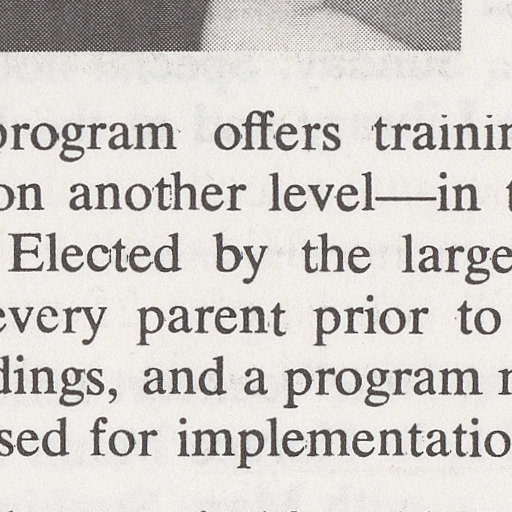 program offers trainin
on another level—in t
Elected by the large
every parent prior to
dings, and a program
sed for implementatio